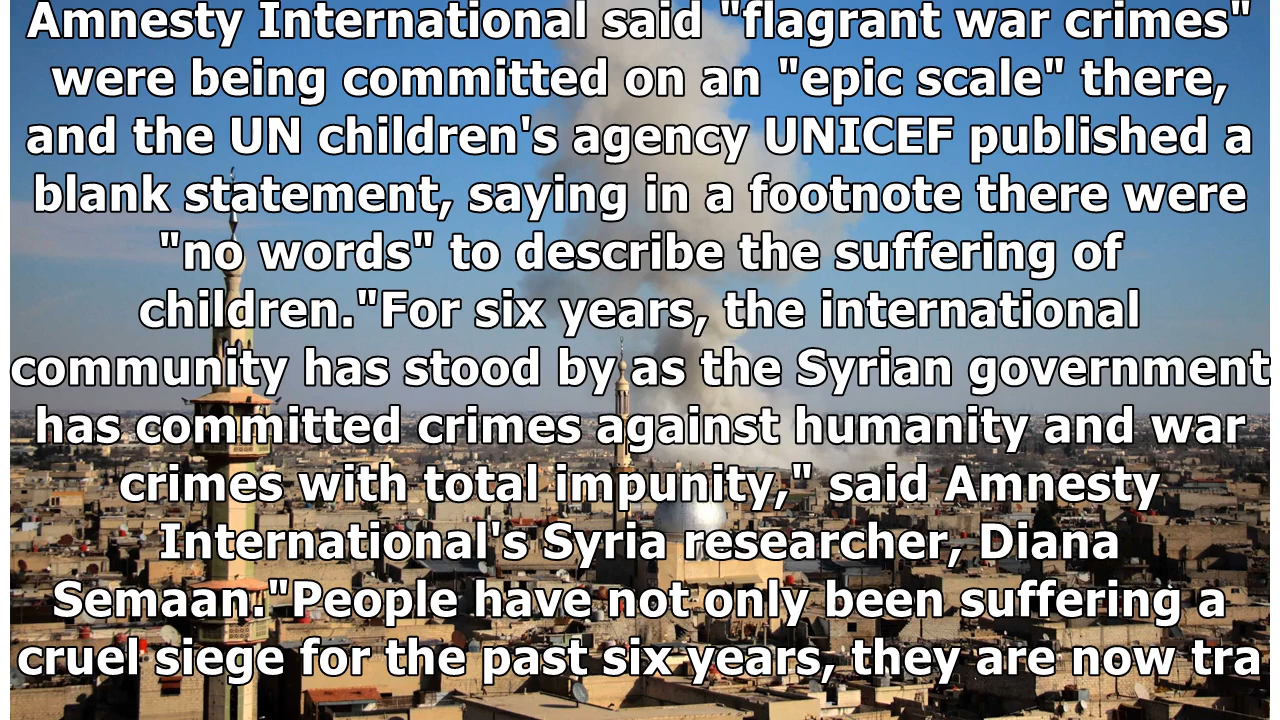 Amnesty International said "flagrant war crimes"
were being committed on an "epic scale" there,
and the UN children's agency UNICEF published a
blank statement, saying in a footnote there were
"no words" to describe the suffering of
children."For six years, the international
community has stood by as the Syrian government
has committed crimes against humanity and war
crimes with total impunity," said Amnesty
International's Syria researcher, Diana
Semaan."People have not only been suffering a
cruel siege for the past six years, they are now tra